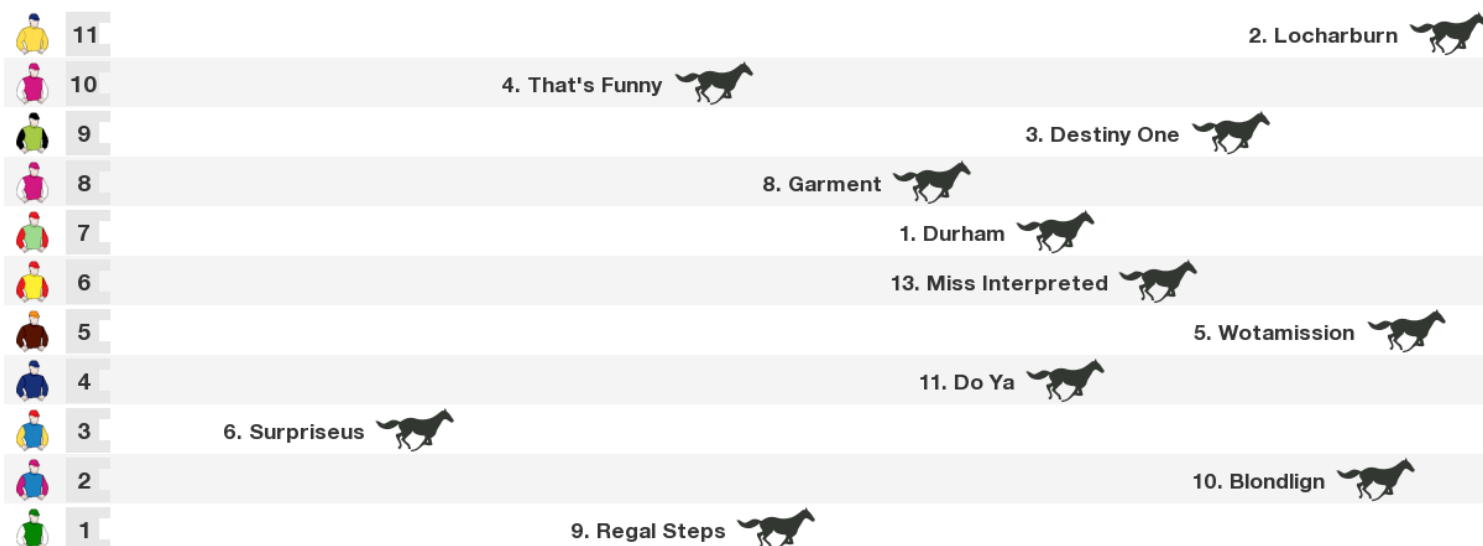 11 2. Locharburn
10 4. That's Funny
9 3. Destiny One
8 8. Garment
7 1. Durham
6 13. Miss Interpreted
5 5. Wotamission
4 11. Do Ya
3 6. Surpriseus
2 10. Blondlign
1 9. Regal Steps